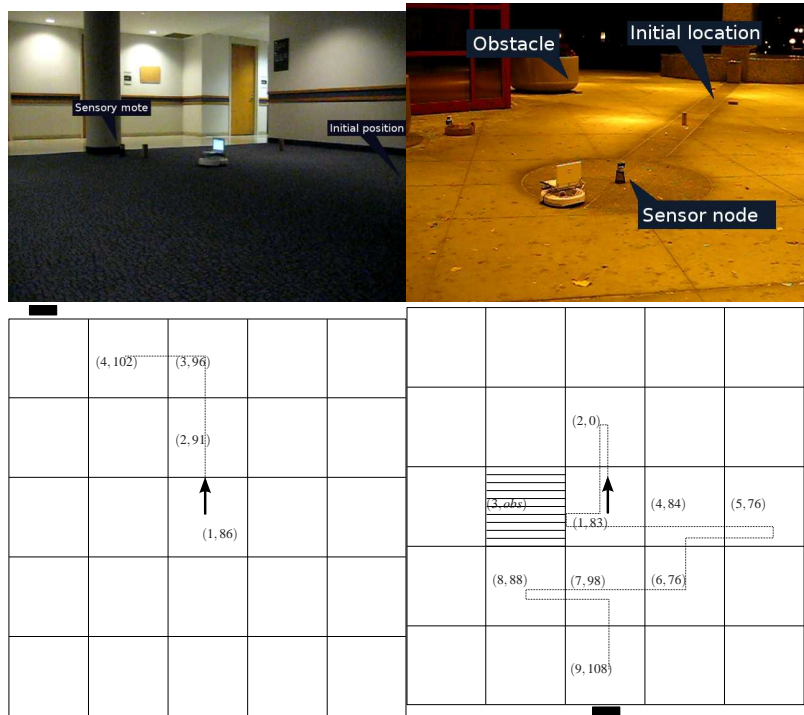 Sensory mote
Initial position
Obstacle
Initial location
Sensor node
(4, 102)
(3, 96)
(2, 91)
(1, 86)
(2, 0)
(3, obs)
(1, 83)
(4, 84)
(5, 76)
(8, 88)
(7, 98)
(6, 76)
(9, 108)